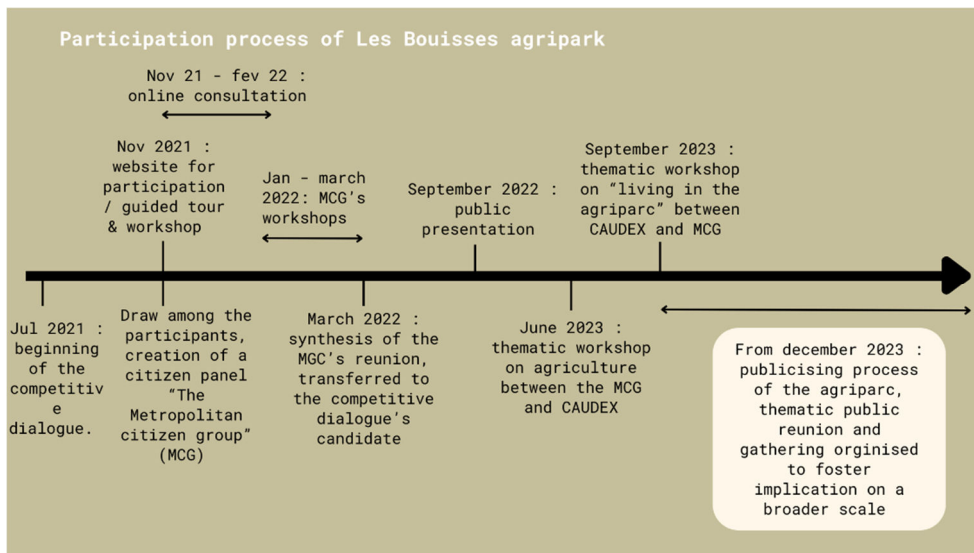 Participation process of Les Bouisses agripark
Nov 21 - fev 22 :
online consultation
Nov 2021 :
website for
participation
/ guided tour
& workshop
Jan - march
2022: MCG's
workshops
September 2022 :
public
presentation
September 2023 :
thematic workshop
on “living in the
agriparc” between
CAUDEX and MCG
Jul 2021 :
beginning
of the
competitiv
e
dialogue.
Draw among the
participants,
creation of a
citizen panel
“The
Metropolitan
citizen group”
(MCG)
March 2022 :
synthesis of the
MGC's reunion,
transferred to
the competitive
dialogue's
candidate
June 2023 :
thematic workshop
on agriculture
between the MCG
and CAUDEX
From december 2023 :
publicising process
of the agriparc,
thematic public
reunion and
gathering orginised
to foster
implication on a
broader scale